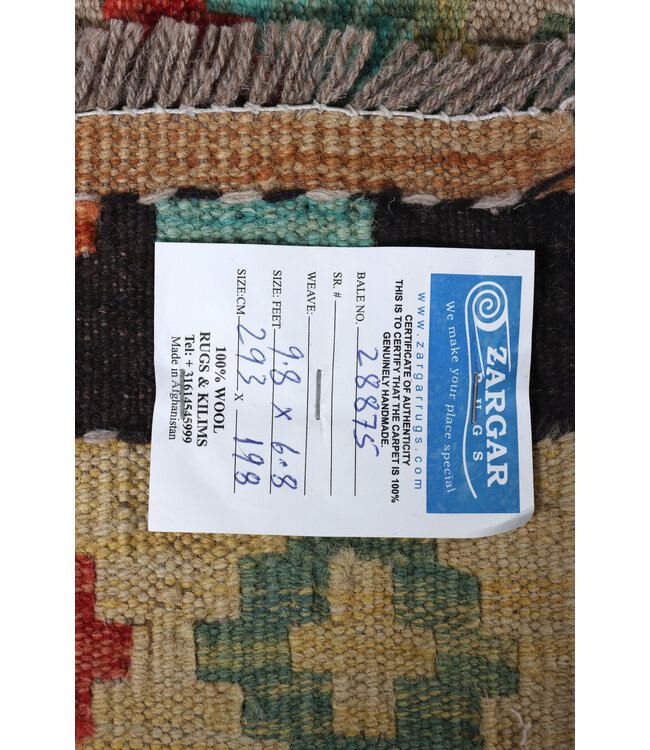 ZARGAR
RUGS
We make your place special
www.zargarrugs.com
CERTIFICATE OF AUTHENTICITY
THIS IS TO CERTIFY THAT THE CARPET IS 100%
GENUINELY HANDMADE.
BALE NO. 28875
SR. #
WEAVE:
SIZE: FEET 9.8 X 6.8
SIZE:CM 293 X 198
100% WOOL
RUGS & KILIMS
Tel: + 31614545999
Made in Afghanistan